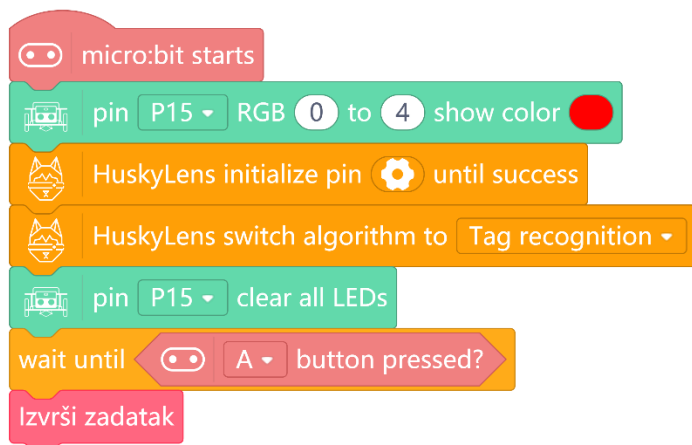 micro:bit starts
pin P15 RGB 0 to 4 show color
HuskyLens initialize pin until success
HuskyLens switch algorithm to Tag recognition
pin P15 clear all LEDs
wait until A button pressed?
Izvrši zadatak